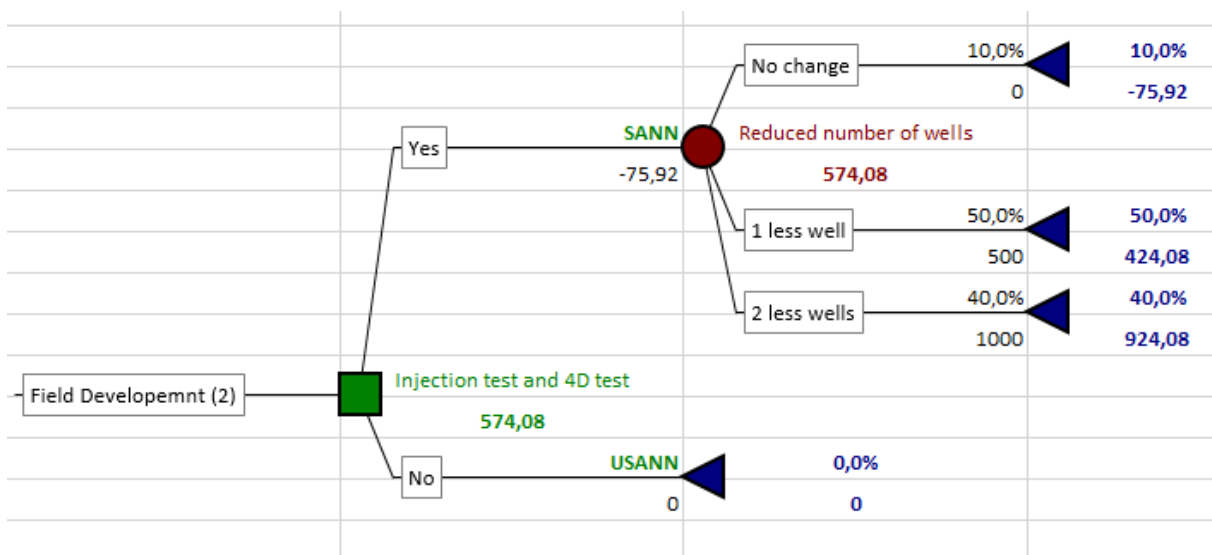 No change
10,0%
10,0%
0
-75,92
Yes
SANN
Reduced number of wells
-75,92
574,08
1 less well
50,0%
50,0%
500
424,08
2 less wells
40,0%
40,0%
1000
924,08
Field Developemnt (2)
Injection test and 4D test
574,08
No
USANN
0,0%
0
0